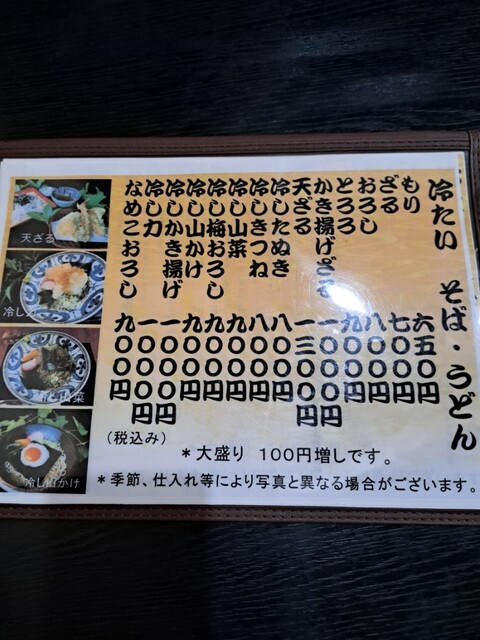 冷たい そば・うどん
もり 六五〇円
ざる 七〇〇円
おろし 八〇〇円
とろろ 九〇〇円
かき揚げざる 一〇〇〇円
天ざる 一三〇〇円
冷したぬき 八〇〇円
冷しきつね 八〇〇円
冷し山菜 九〇〇円
冷し梅おろし 九〇〇円
冷し山かけ 九〇〇円
冷しかき揚げ 一〇〇〇円
冷し力 一〇〇〇円
なめこおろし 九〇〇円
(税込み)
*大盛り 100円増しです。
*季節、仕入れ等により写真と異なる場合がございます。
天ざる
冷し
菜
冷し山かけ